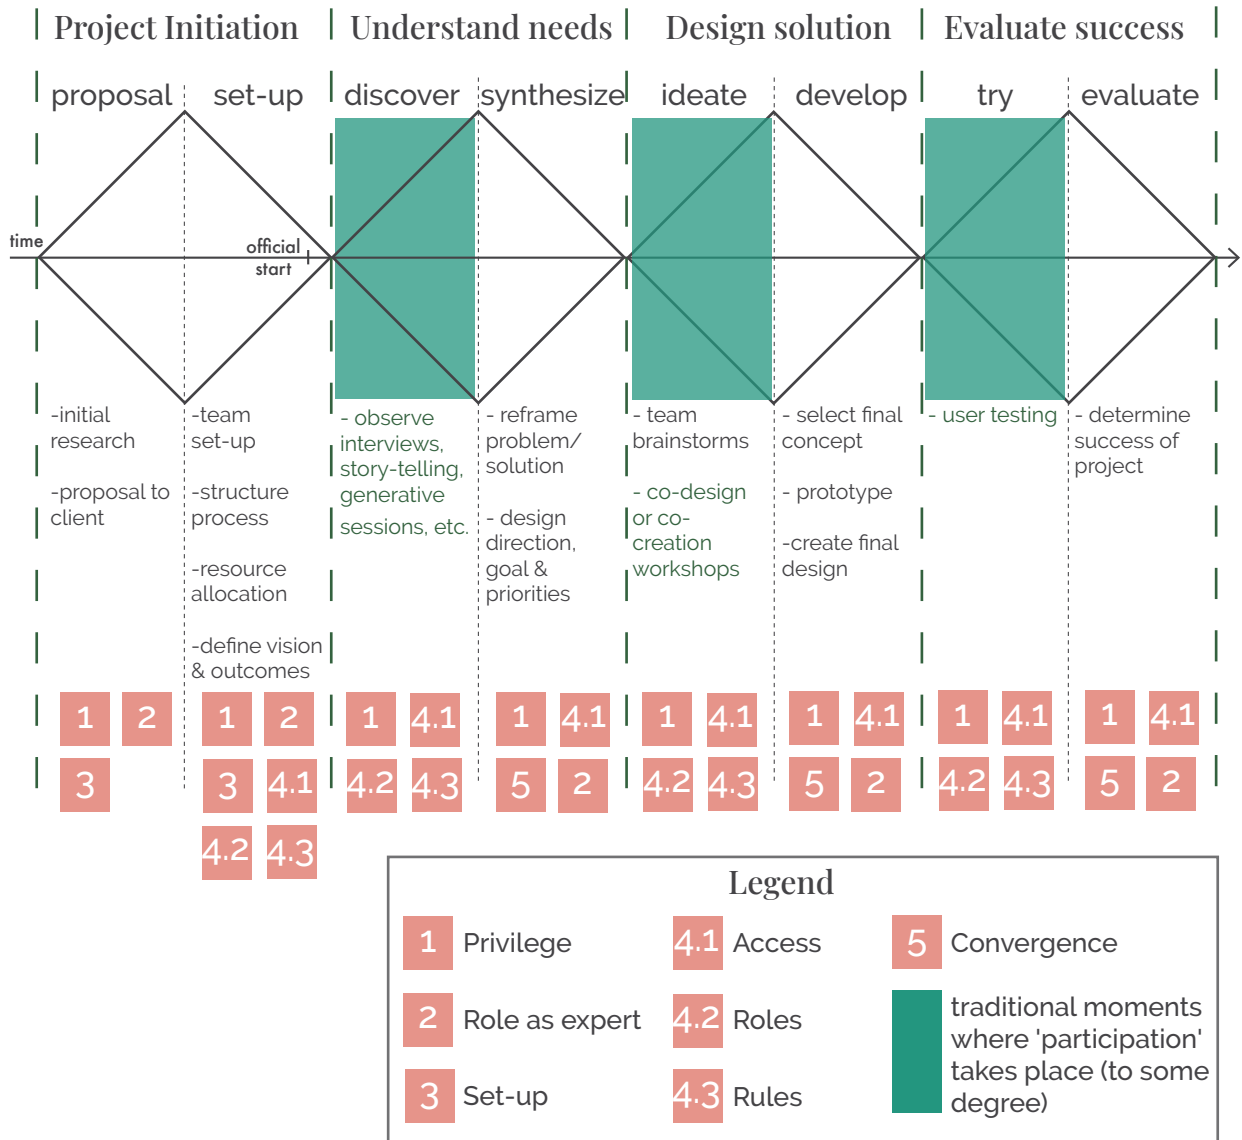 Project Initiation
Understand needs
Design solution
Evaluate success
proposal
set-up
discover
synthesize
ideate
develop
try
evaluate
time
official
start
-initial
research
-proposal to
client
-team
set-up
-structure
process
-resource
allocation
-define vision
& outcomes
- observe
interviews,
story-telling,
generative
sessions, etc.
- reframe
problem/
solution
- design
direction,
goal &
priorities
- team
brainstorms
- co-design
or co-
creation
workshops
- select final
concept
- prototype
-create final
design
- user testing
- determine
success of
project
1 2
3
1 2
3 4.1
4.2 4.3
1 4.1
4.2 4.3
1 4.1
5 2
1 4.1
4.2 4.3
1 4.1
5 2
1 4.1
4.2 4.3
1 4.1
5 2
Legend
1 Privilege
2 Role as expert
3 Set-up
4.1 Access
4.2 Roles
4.3 Rules
5 Convergence
traditional moments
where 'participation'
takes place (to some
degree)